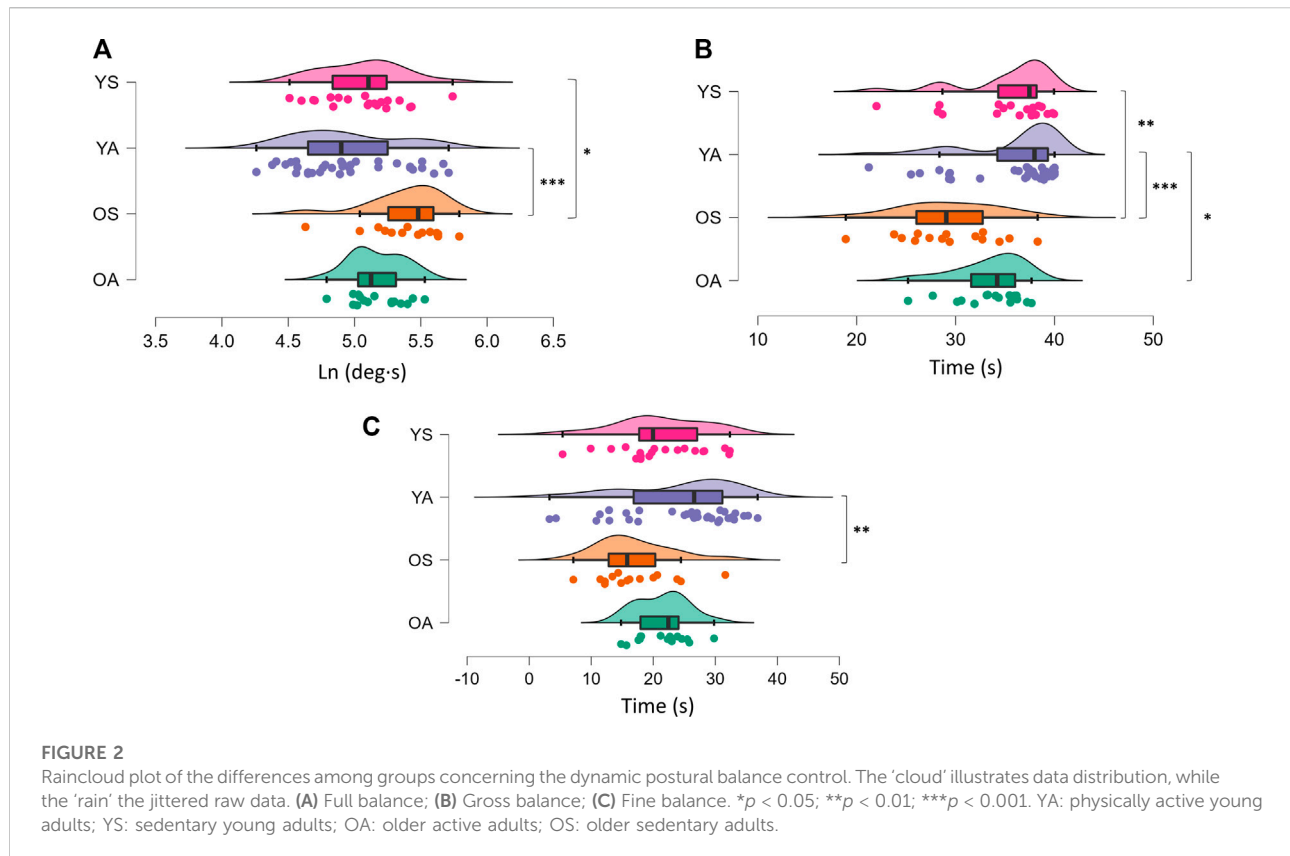 A
YS
YA
OS
OA
*
***
3.5 4.0 4.5 5.0 5.5 6.0 6.5
Ln (deg·s)
B
YS
YA
OS
OA
**
***
*
10 20 30 40 50
Time (s)
C
YS
YA
OS
OA
**
-10 0 10 20 30 40 50
Time (s)
FIGURE 2
Raincloud plot of the differences among groups concerning the dynamic postural balance control. The ‘cloud’ illustrates data distribution, while
the ‘rain’ the jittered raw data. (A) Full balance; (B) Gross balance; (C) Fine balance. *p < 0.05; **p < 0.01; ***p < 0.001. YA: physically active young
adults; YS: sedentary young adults; OA: older active adults; OS: older sedentary adults.